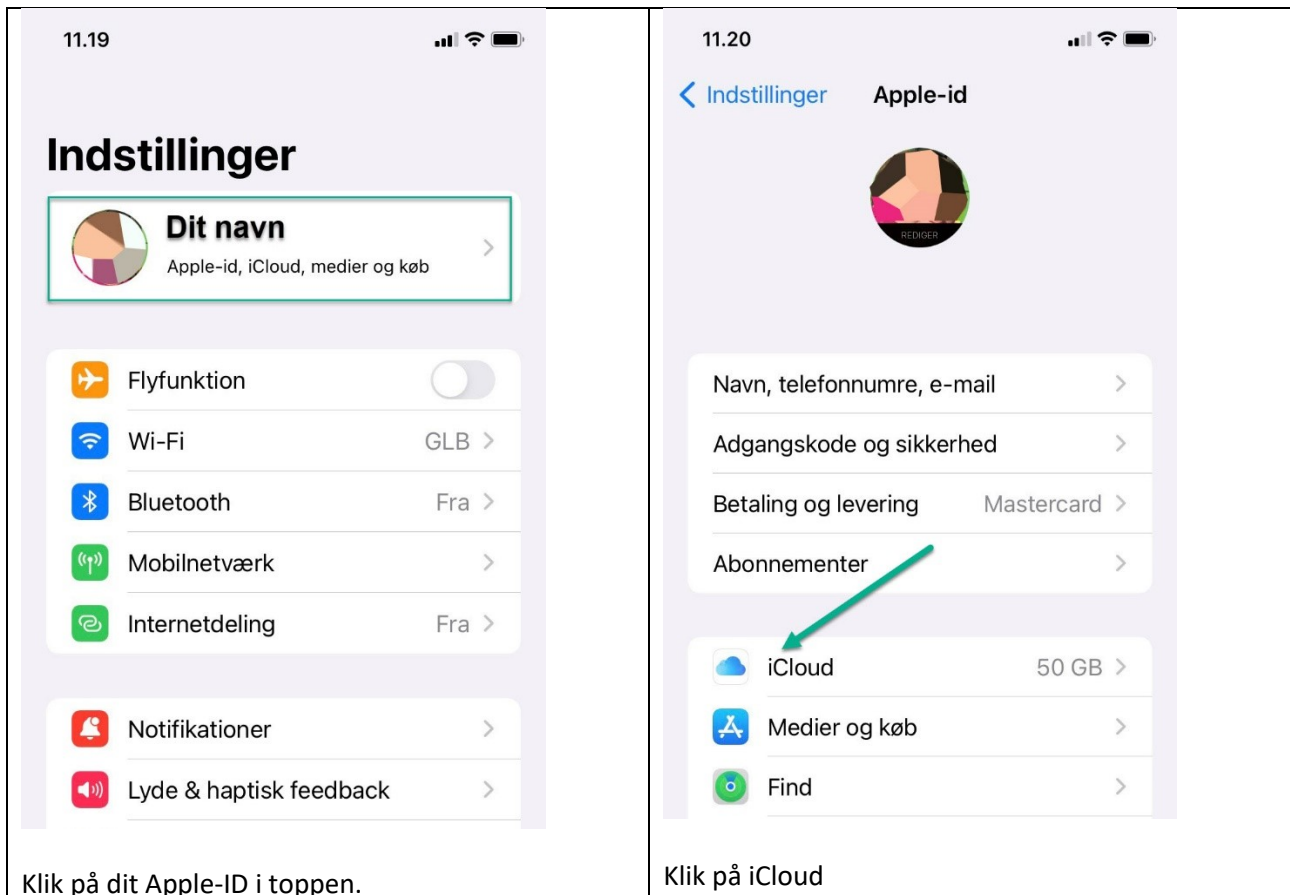 11.19
Indstillinger
Dit navn
Apple-id, iCloud, medier og køb
Flyfunktion
Wi-Fi GLB
Bluetooth Fra
Mobilnetværk
Internetdeling Fra
Notifikationer
Lyde & haptisk feedback
Klik på dit Apple-ID i toppen.
11.20
Indstillinger Apple-id
REDIGER
Navn, telefonnumre, e-mail
Adgangskode og sikkerhed
Betaling og levering Mastercard
Abonnementer
iCloud 50 GB
Medier og køb
Find
Klik på iCloud